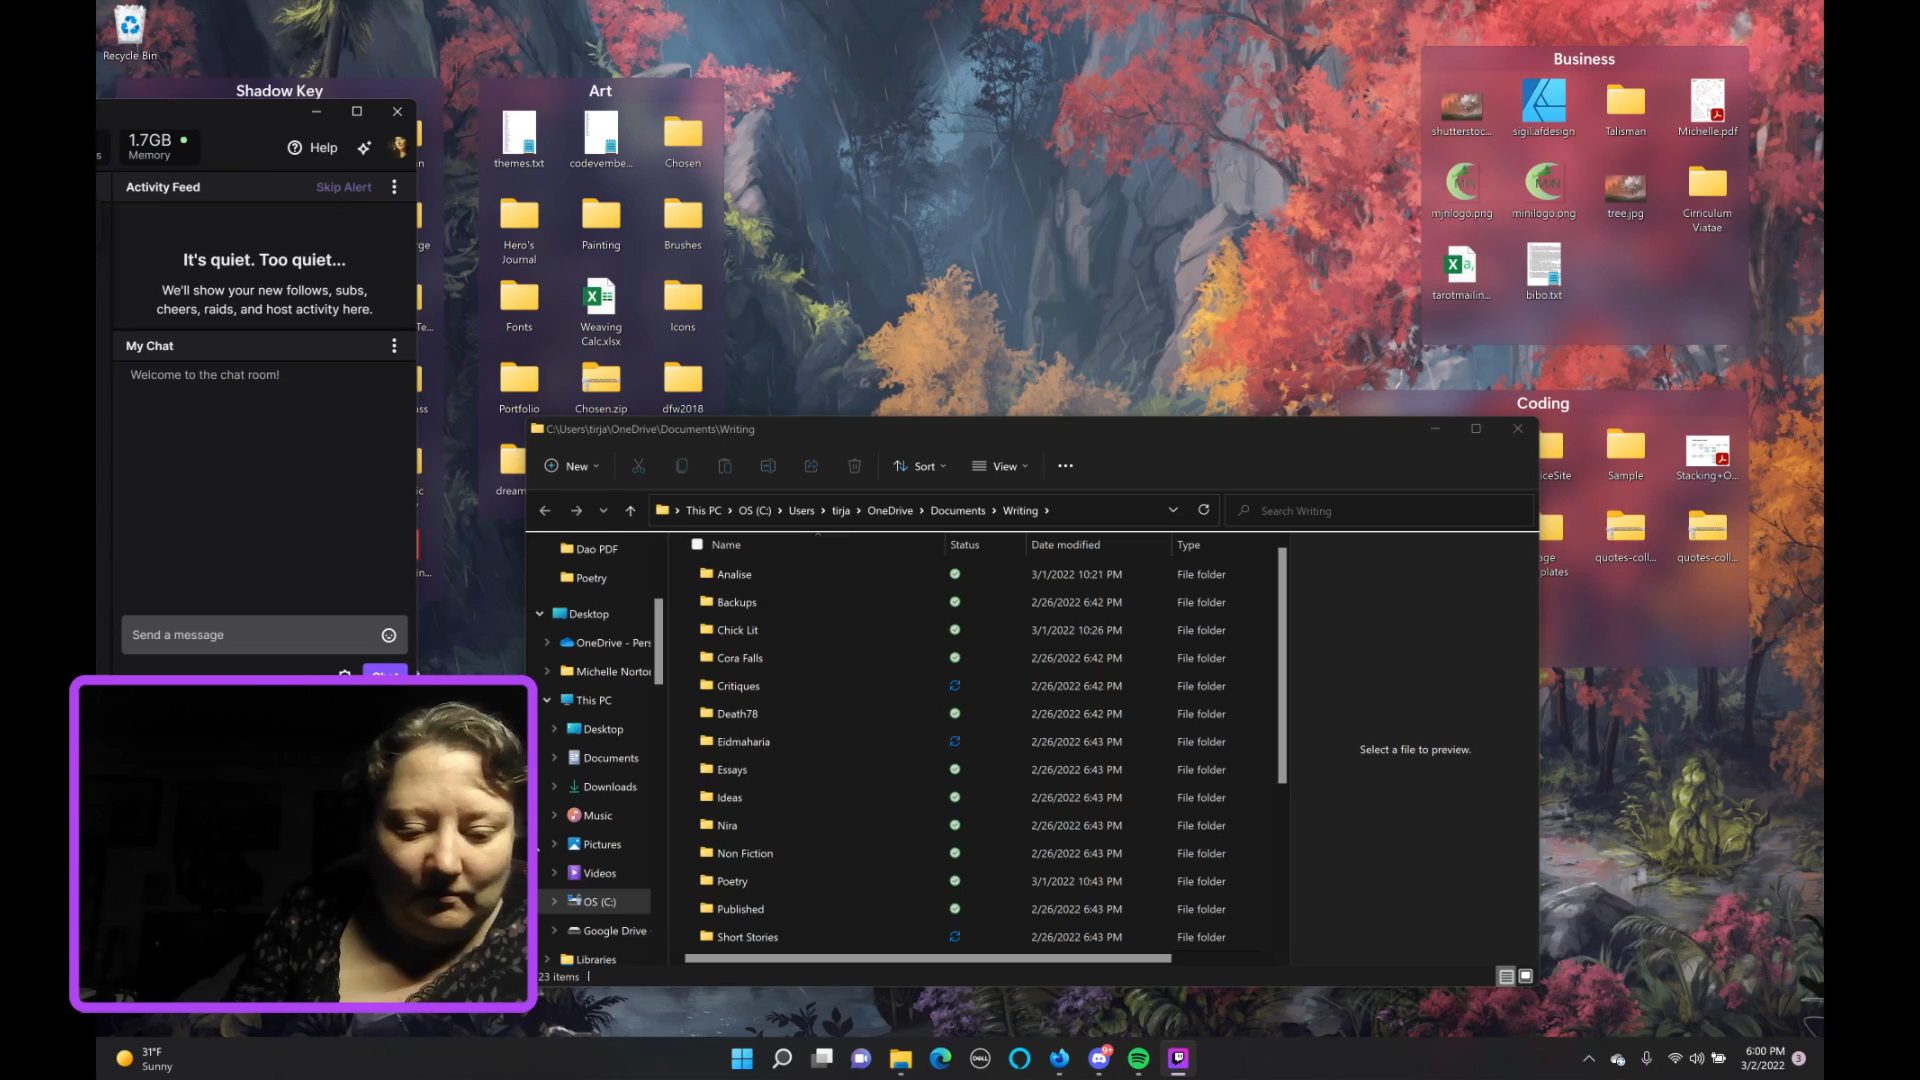 Recycle Bin
Shadow Key
1.7GB
Memory
s
Help
Activity Feed
Skip Alert
It's quiet. Too quiet...
We'll show your new follows, subs,
cheers, raids, and host activity here.
My Chat
Welcome to the chat room!
Send a message
Art
themes.txt
codevembe...
Chosen
Hero's
Journal
Painting
Brushes
Fonts
Weaving
Calc.xlsx
Icons
Portfolio
Chosen.zip
dfw2018
dream
Business
shutterstoc...
sigil.afdesign
Talisman
Michelle.pdf
mjnlogo.png
minilogo.png
tree.jpg
Cirriculum
Viatae
tarotmailin...
bibo.txt
Coding
iceSite
Sample
Stacking+O...
age
plates
quotes-coll...
quotes-coll...
C:\Users\tirja\OneDrive\Documents\Writing
New
Sort
View
This PC
OS (C:)
Users
tirja
OneDrive
Documents
Writing
Search Writing
Dao PDF
Poetry
Desktop
OneDrive - Pers
Michelle Nortor
This PC
Desktop
Documents
Downloads
Music
Pictures
Videos
OS (C:)
Google Drive
Libraries
Name Status Date modified Type
Analise 3/1/2022 10:21 PM File folder
Backups 2/26/2022 6:42 PM File folder
Chick Lit 3/1/2022 10:26 PM File folder
Cora Falls 2/26/2022 6:42 PM File folder
Critiques 2/26/2022 6:42 PM File folder
Death78 2/26/2022 6:42 PM File folder
Eidmaharia 2/26/2022 6:43 PM File folder
Essays 2/26/2022 6:43 PM File folder
Ideas 2/26/2022 6:43 PM File folder
Nira 2/26/2022 6:43 PM File folder
Non Fiction 2/26/2022 6:43 PM File folder
Poetry 3/1/2022 10:43 PM File folder
Published 2/26/2022 6:43 PM File folder
Short Stories 2/26/2022 6:43 PM File folder
Select a file to preview.
23 items
31°F
Sunny
DELL
9+
6:00 PM
3/2/2022
3